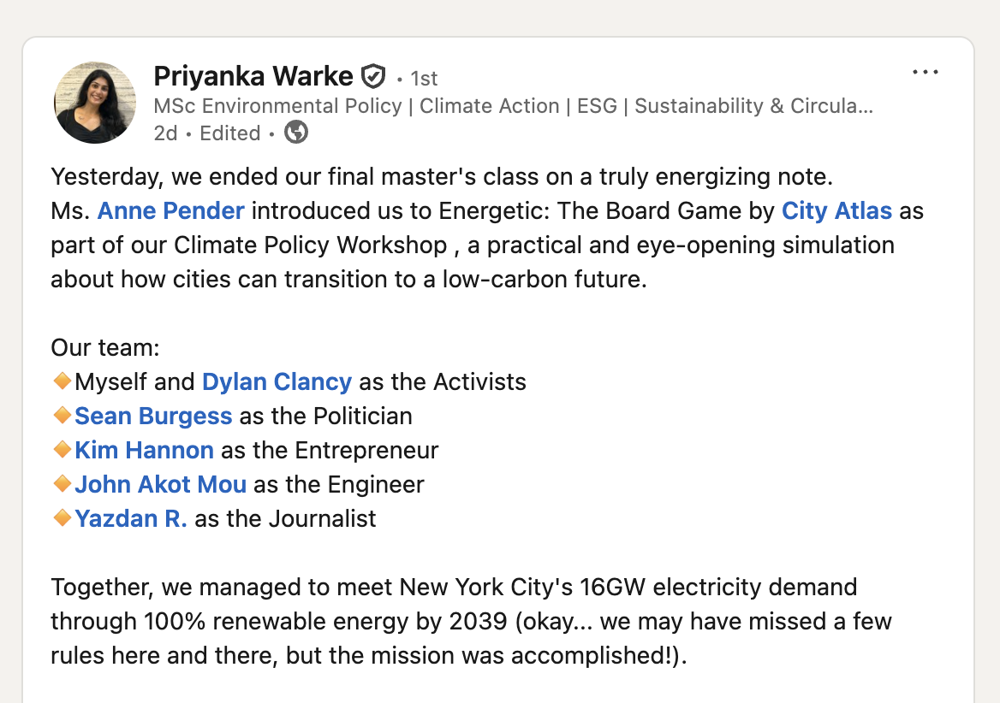 Priyanka Warke • 1st
MSc Environmental Policy | Climate Action | ESG | Sustainability & Circula...
2d • Edited •
Yesterday, we ended our final master's class on a truly energizing note.
Ms. Anne Pender introduced us to Energetic: The Board Game by City Atlas as
part of our Climate Policy Workshop , a practical and eye-opening simulation
about how cities can transition to a low-carbon future.
Our team:
🔸Myself and Dylan Clancy as the Activists
🔸Sean Burgess as the Politician
🔸Kim Hannon as the Entrepreneur
🔸John Akot Mou as the Engineer
🔸Yazdan R. as the Journalist
Together, we managed to meet New York City's 16GW electricity demand
through 100% renewable energy by 2039 (okay... we may have missed a few
rules here and there, but the mission was accomplished!).